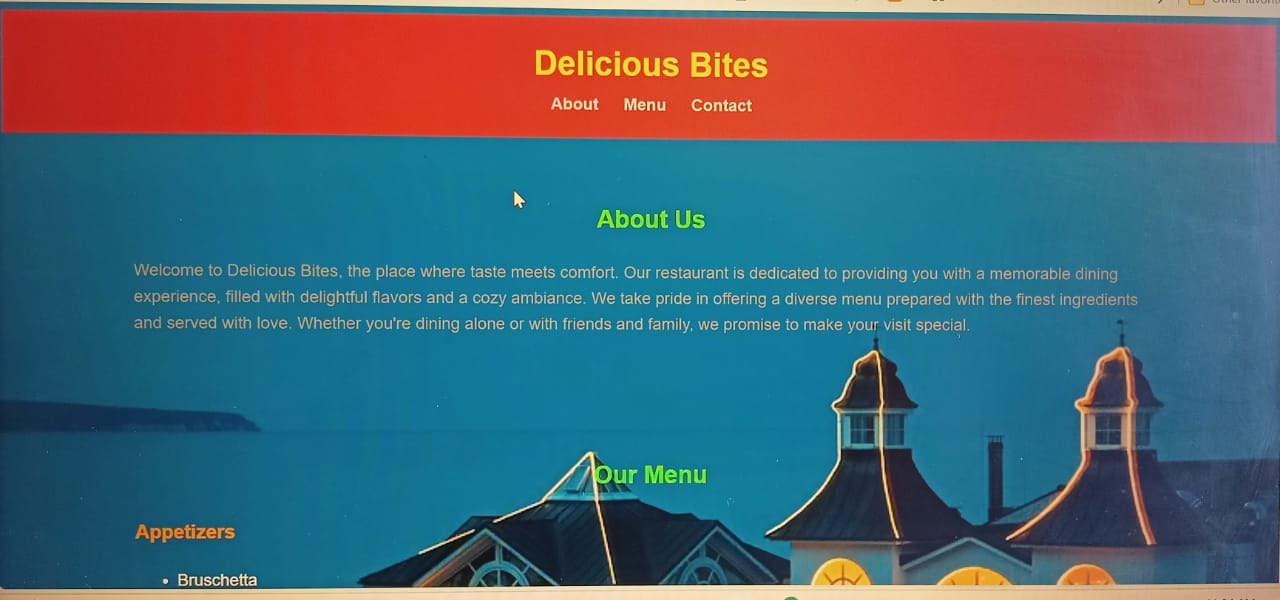 Delicious Bites
About Menu Contact
About Us
Welcome to Delicious Bites, the place where taste meets comfort. Our restaurant is dedicated to providing you with a memorable dining
experience, filled with delightful flavors and a cozy ambiance. We take pride in offering a diverse menu prepared with the finest ingredients
and served with love. Whether you're dining alone or with friends and family, we promise to make your visit special.
Our Menu
Appetizers
• Bruschetta